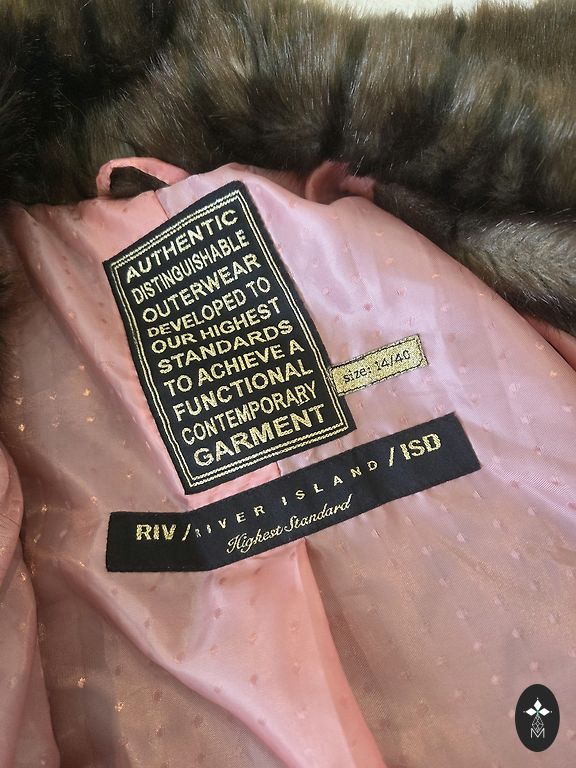 AUTHENTIC
DISTINGUISHABLE
OUTERWEAR
DEVELOPED TO
OUR HIGHEST
STANDARDS
TO ACHIEVE A
FUNCTIONAL
CONTEMPORARY
GARMENT
Size: 14/40
RIV / RIVER ISLAND / ISD
Highest Standard
M